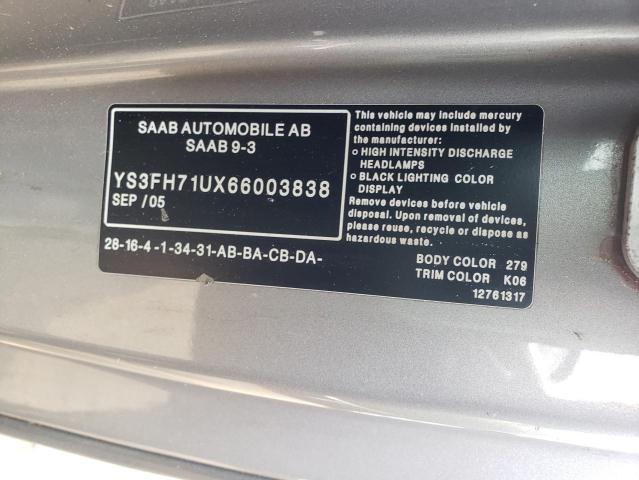 SAAB AUTOMOBILE AB
SAAB 9-3
YS3FH71UX66003838
SEP /05
28-16-4 -1-34-31-AB-BA-CB-DA-
This vehicle may include mercury
containing devices installed by
the manufacturer:
○ HIGH INTENSITY DISCHARGE
HEADLAMPS
○ BLACK LIGHTING COLOR
DISPLAY
Remove devices before vehicle
disposal. Upon removal of devices,
please reuse, recycle or dispose as
hazardous waste.
BODY COLOR 279
TRIM COLOR K06
12761317